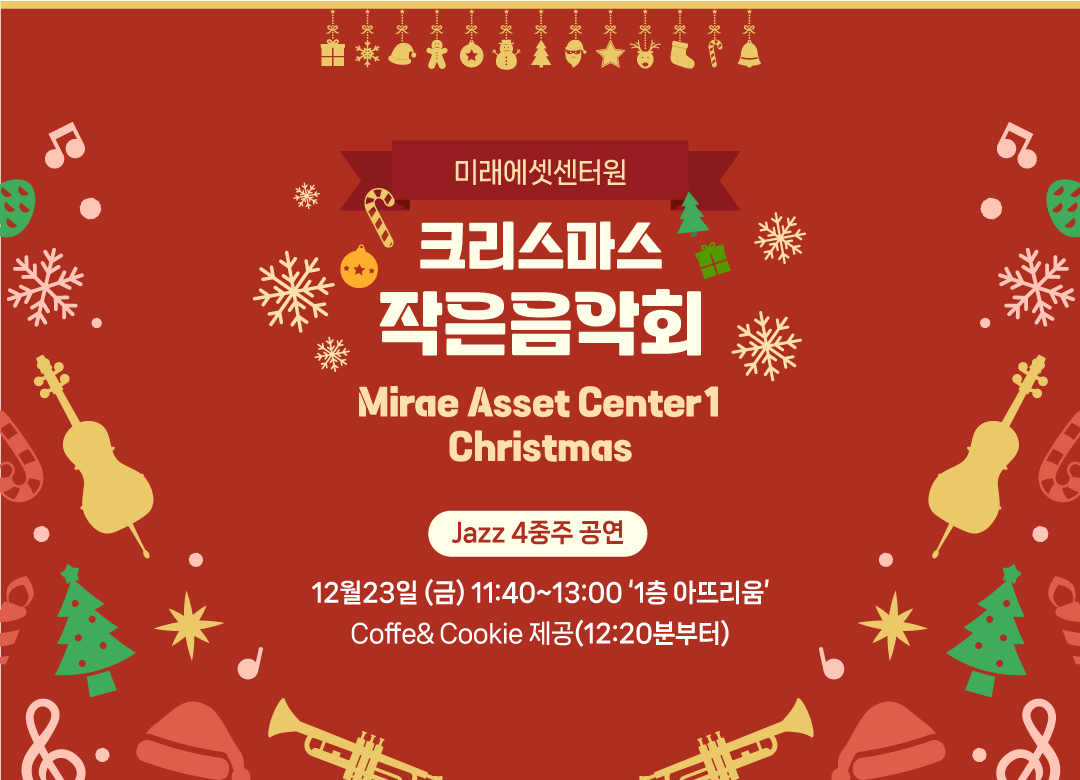 미래에셋센터원
크리스마스
작은음악회
Mirae Asset Center1
Christmas
Jazz 4중주 공연
12월23일 (금) 11:40~13:00 '1층 아뜨리움'
Coffe& Cookie 제공(12:20분부터)